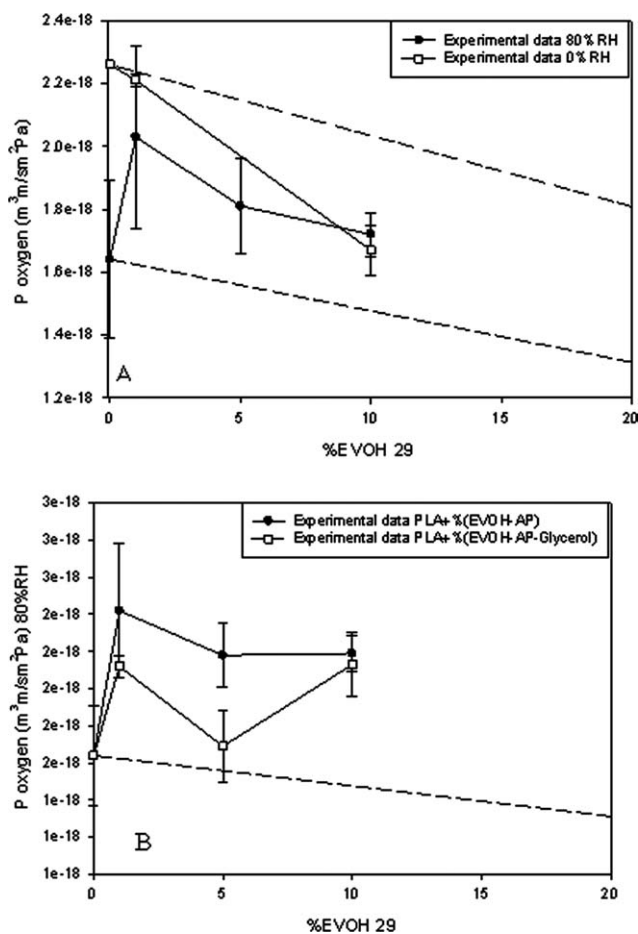 2.4e-18
Experimental data 80% RH
Experimental data 0% RH
2.2e-18
2.0e-18
1.8e-18
1.6e-18
1.4e-18
1.2e-18
P oxygen (m³m/sm²Pa)
A
0 5 10 15 20
%EVOH 29
3e-18
Experimental data PLA+%(EVOH-AP)
Experimental data PLA+%(EVOH-AP-Glycerol)
3e-18
3e-18
2e-18
2e-18
2e-18
2e-18
2e-18
1e-18
1e-18
1e-18
P oxygen (m³m/sm²Pa) 80%RH
B
0 5 10 15 20
%EVOH 29